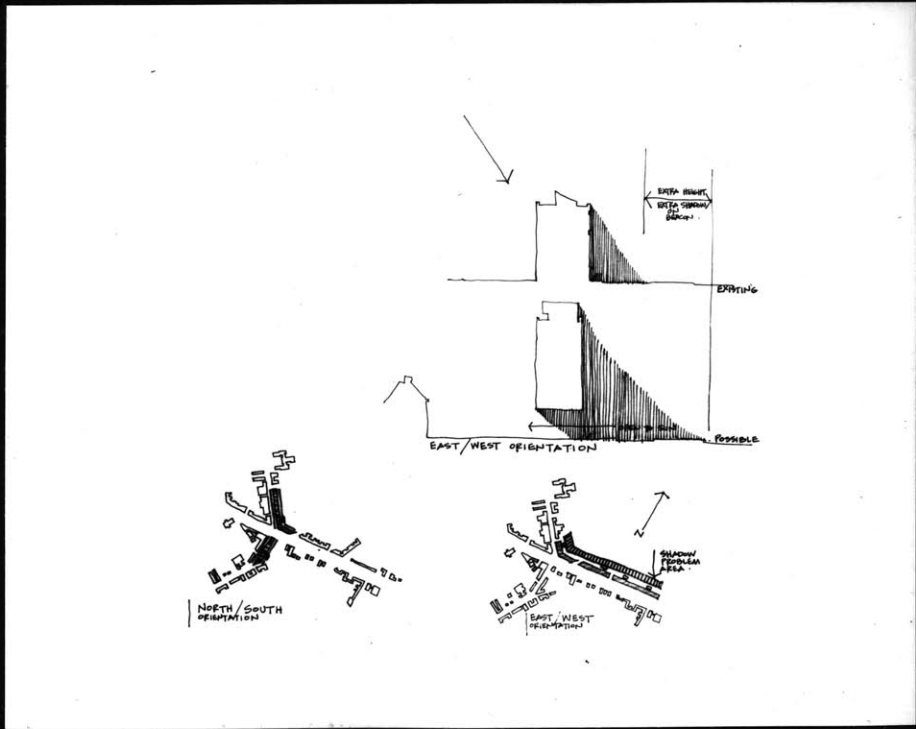 EXTRA HEIGHT
EXTRA SHADOW
ON
BEACON.
EXISTING
POSSIBLE
EAST/WEST ORIENTATION
N
SHADOW
PROBLEM
AREA.
NORTH/SOUTH
ORIENTATION
EAST/WEST
ORIENTATION